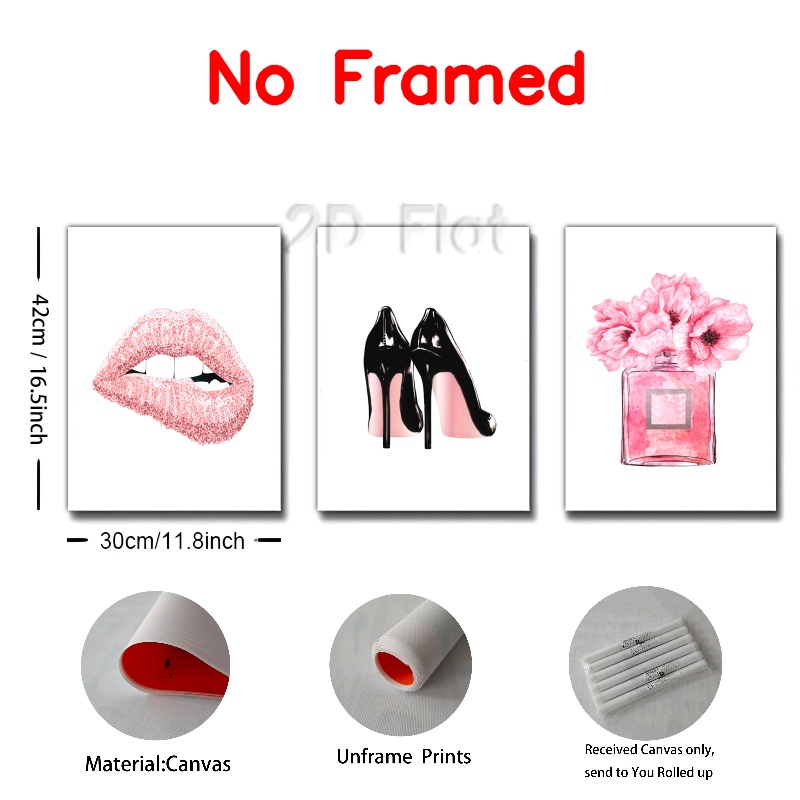 No Framed
2D Flat
42cm / 16.5inch
30cm/11.8inch
Material:Canvas
Unframe Prints
Received Canvas only,
send to You Rolled up